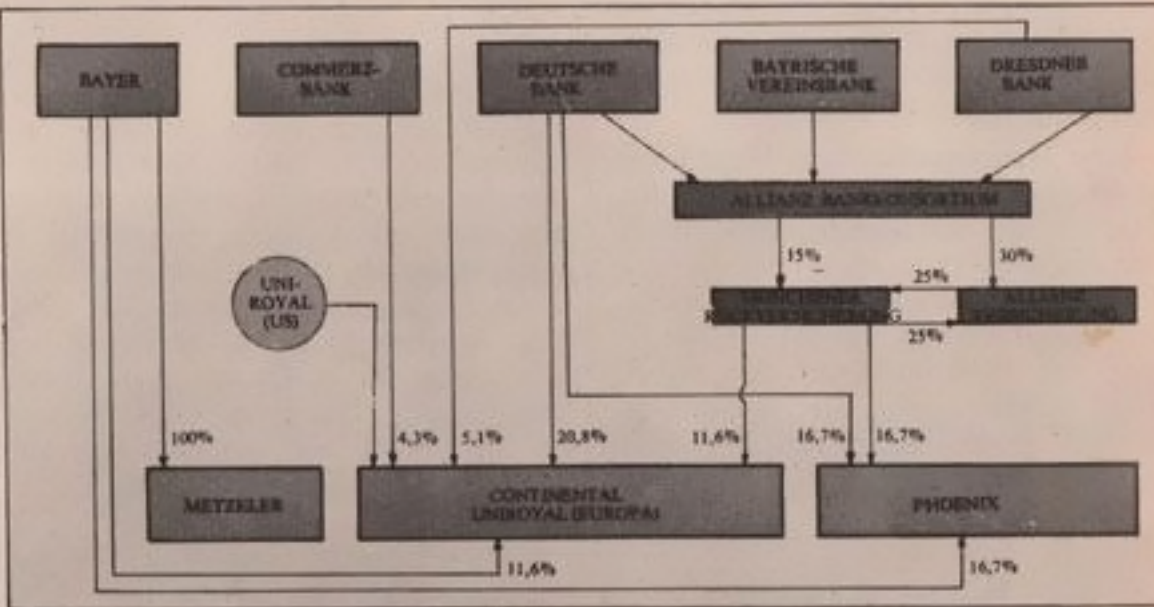 BAYER
COMMERZ-
BANK
DEUTSCHE
BANK
BAYRISCHE
VEREINSBANK
DRESDNER
BANK
ALLIANZ BANKKONSORTIUM
15%
30%
UNI-
ROYAL
(US)
25%
25%
100%
4,3%
5,1%
20,8%
11,6%
16,7%
16,7%
METZELER
CONTINENTAL
UNIROYAL (EUROPA)
PHOENIX
11,6%
16,7%